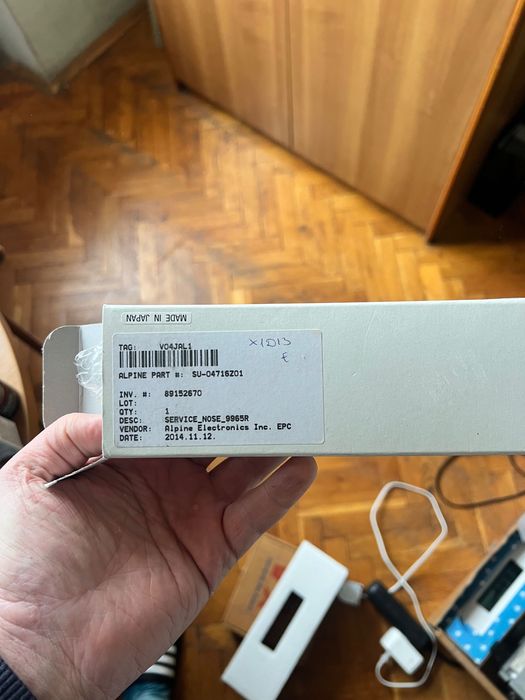 MADE IN JAPAN
TAG: V04JAL1
X1D13
E
ALPINE PART #: SU-04716Z01
INV. #: 89152670
LOT:
QTY: 1
DESC: SERVICE_NOSE_9965R
VENDOR: Alpine Electronics Inc. EPC
DATE: 2014.11.12.